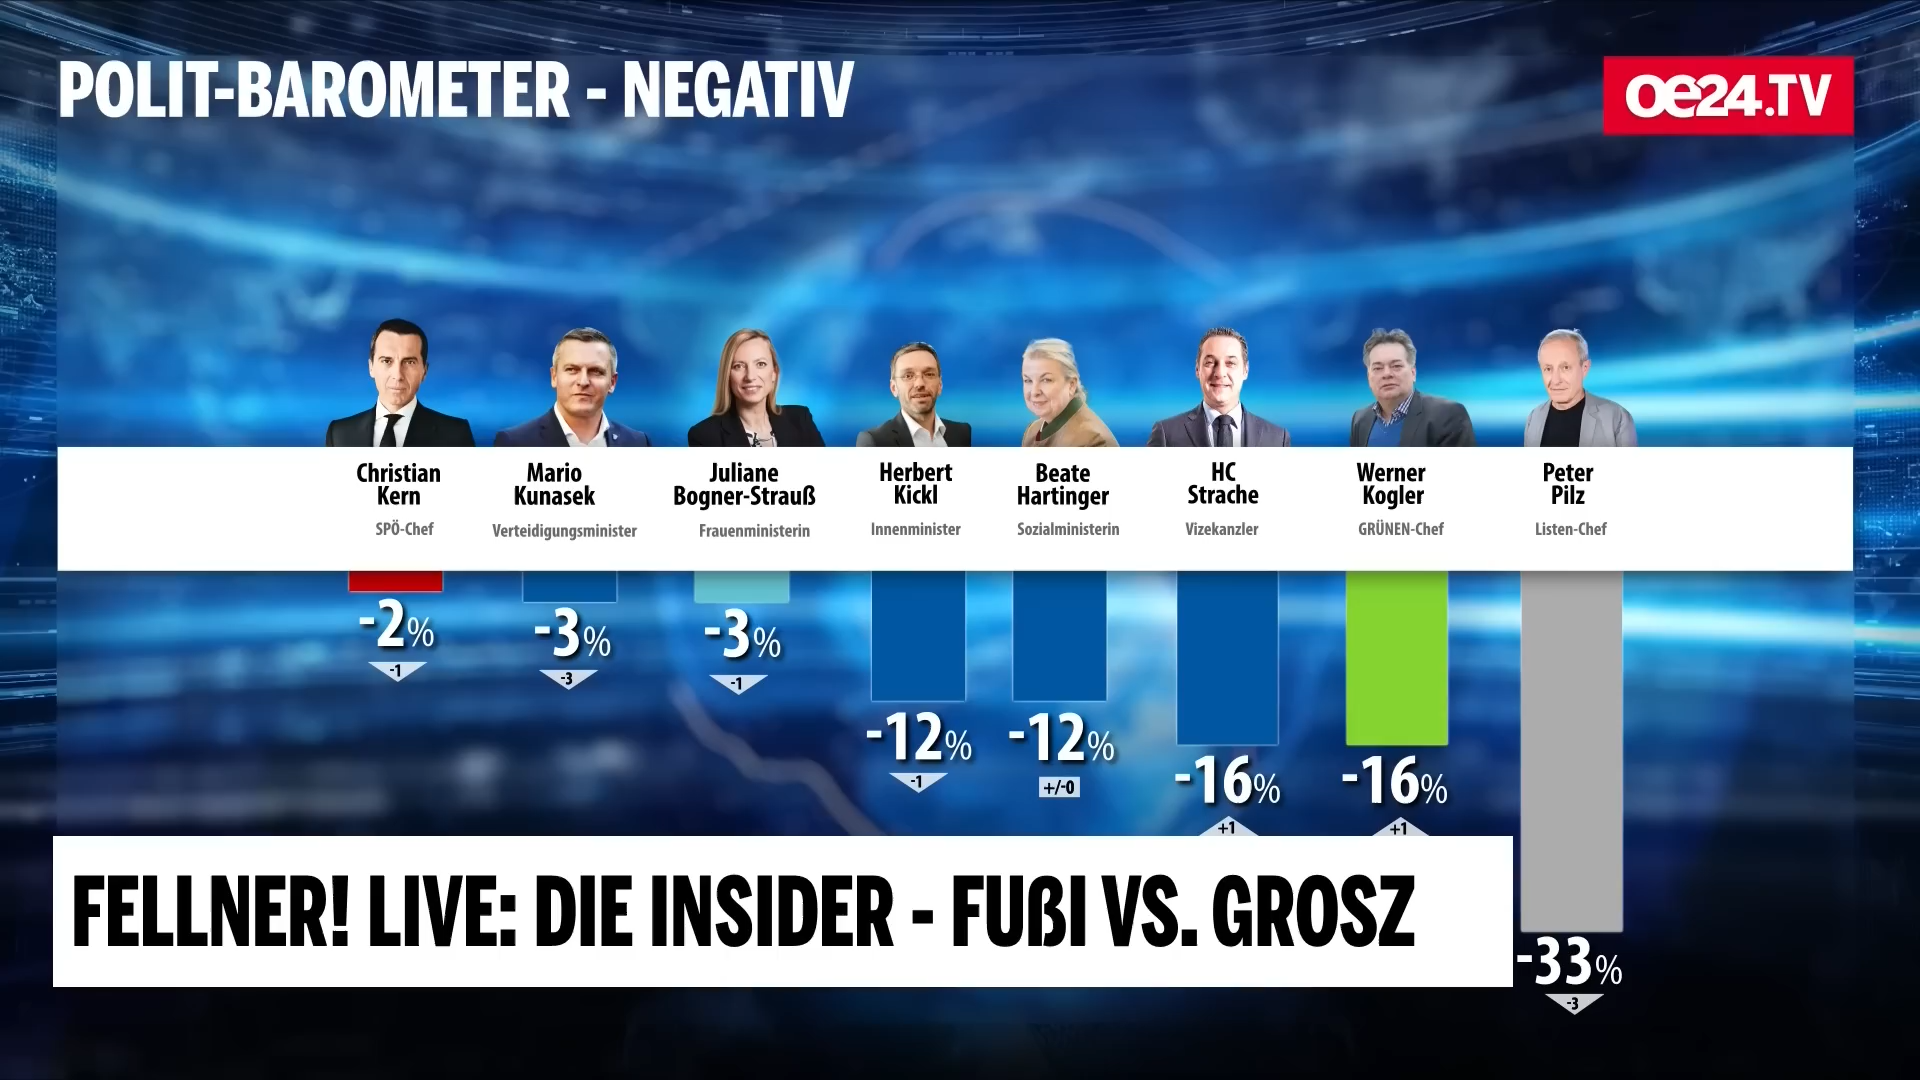 POLIT-BAROMETER - NEGATIV
oe24.TV
Christian
Kern
SPÖ-Chef
Mario
Kunasek
Verteidigungsminister
Juliane
Bogner-Strauß
Frauenministerin
Herbert
Kickl
Innenminister
Beate
Hartinger
Sozialministerin
HC
Strache
Vizekanzler
Werner
Kogler
GRÜNEN-Chef
Peter
Pilz
Listen-Chef
-2%
-1
-3%
-3
-3%
-1
-12%
-1
-12%
+/-0
-16%
+1
-16%
+1
-33%
-3
FELLNER! LIVE: DIE INSIDER - FUßI VS. GROSZ